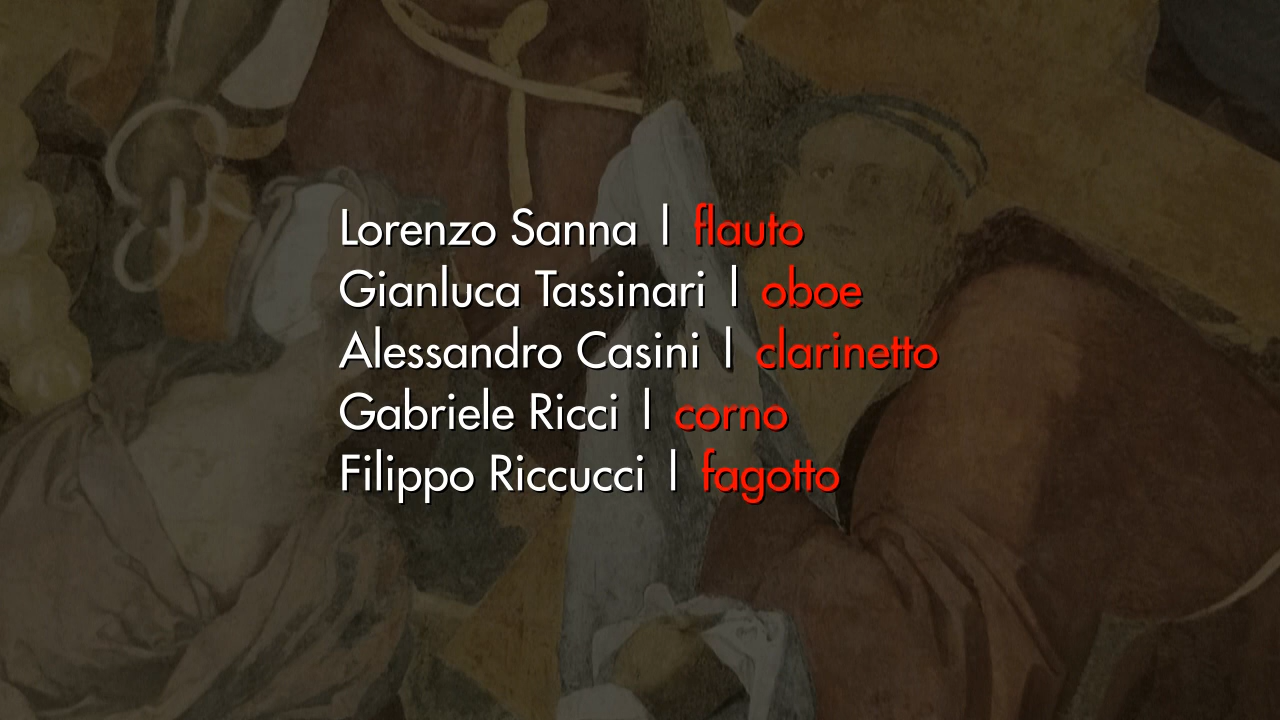 Lorenzo Sanna | flauto
Gianluca Tassinari | oboe
Alessandro Casini | clarinetto
Gabriele Ricci | corno
Filippo Riccucci | fagotto